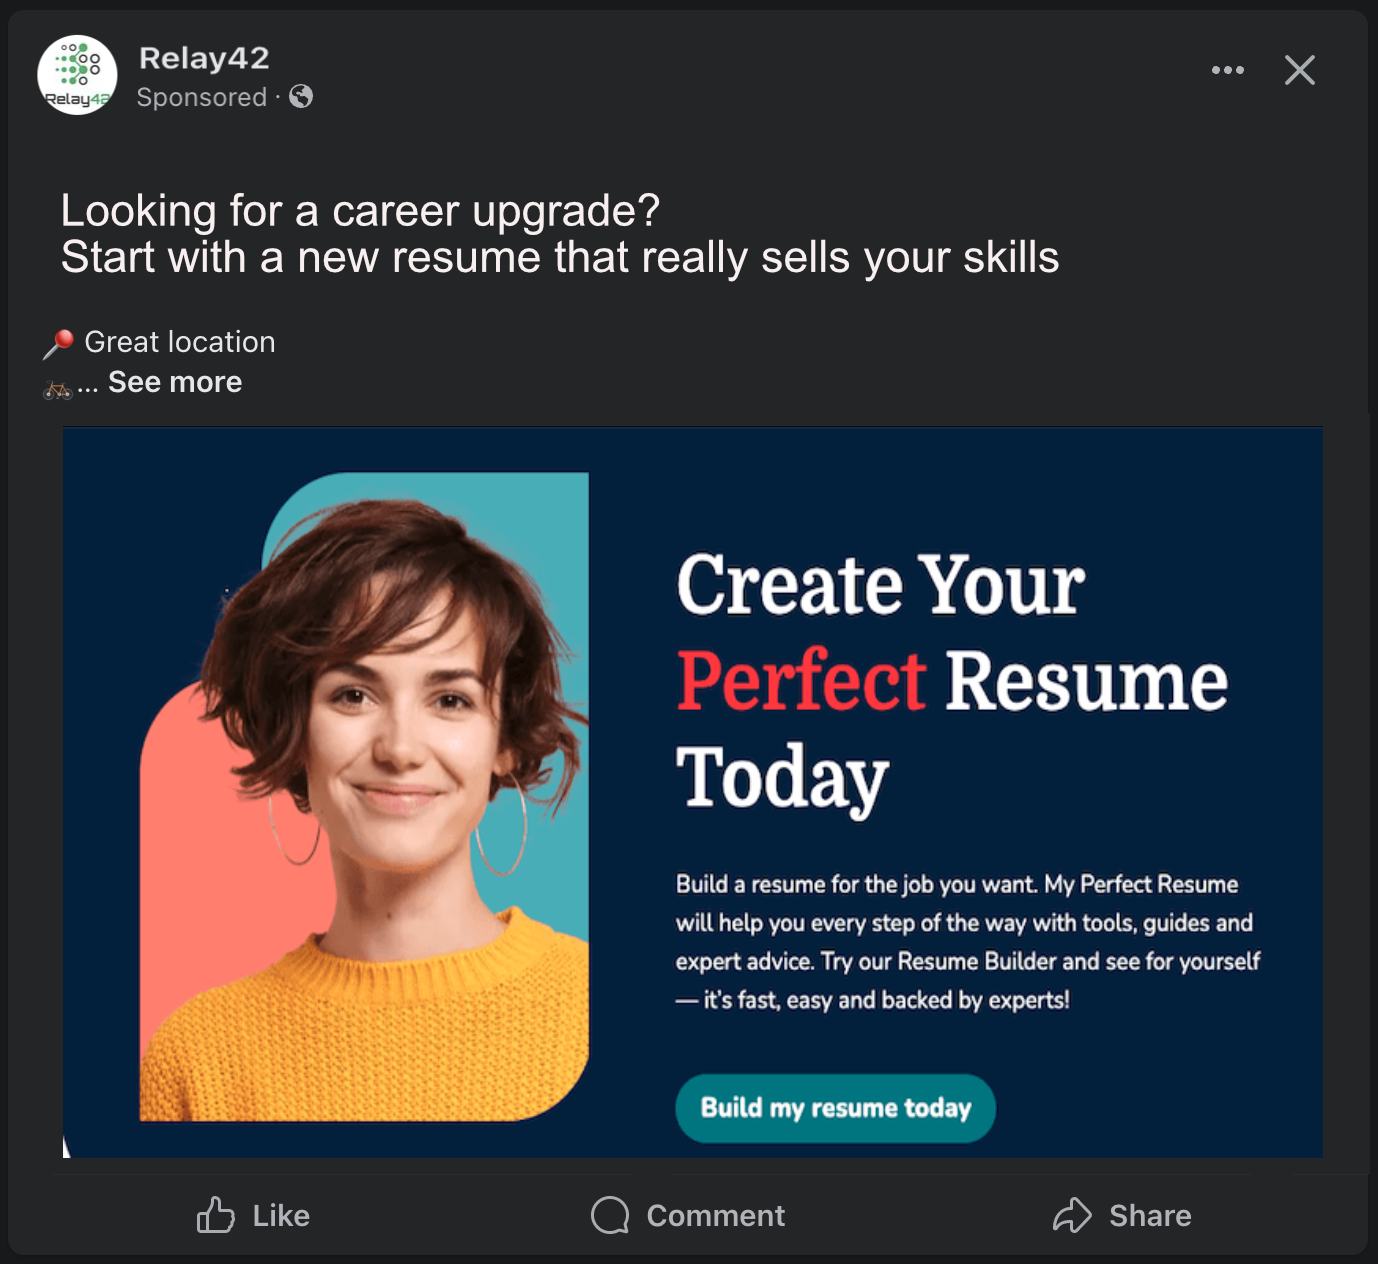 Relay42
Relay42
Sponsored ·
Looking for a career upgrade?
Start with a new resume that really sells your skills
📍 Great location
🚲... See more
Create Your
Perfect Resume
Today
Build a resume for the job you want. My Perfect Resume
will help you every step of the way with tools, guides and
expert advice. Try our Resume Builder and see for yourself
— it's fast, easy and backed by experts!
Build my resume today
Like
Comment
Share